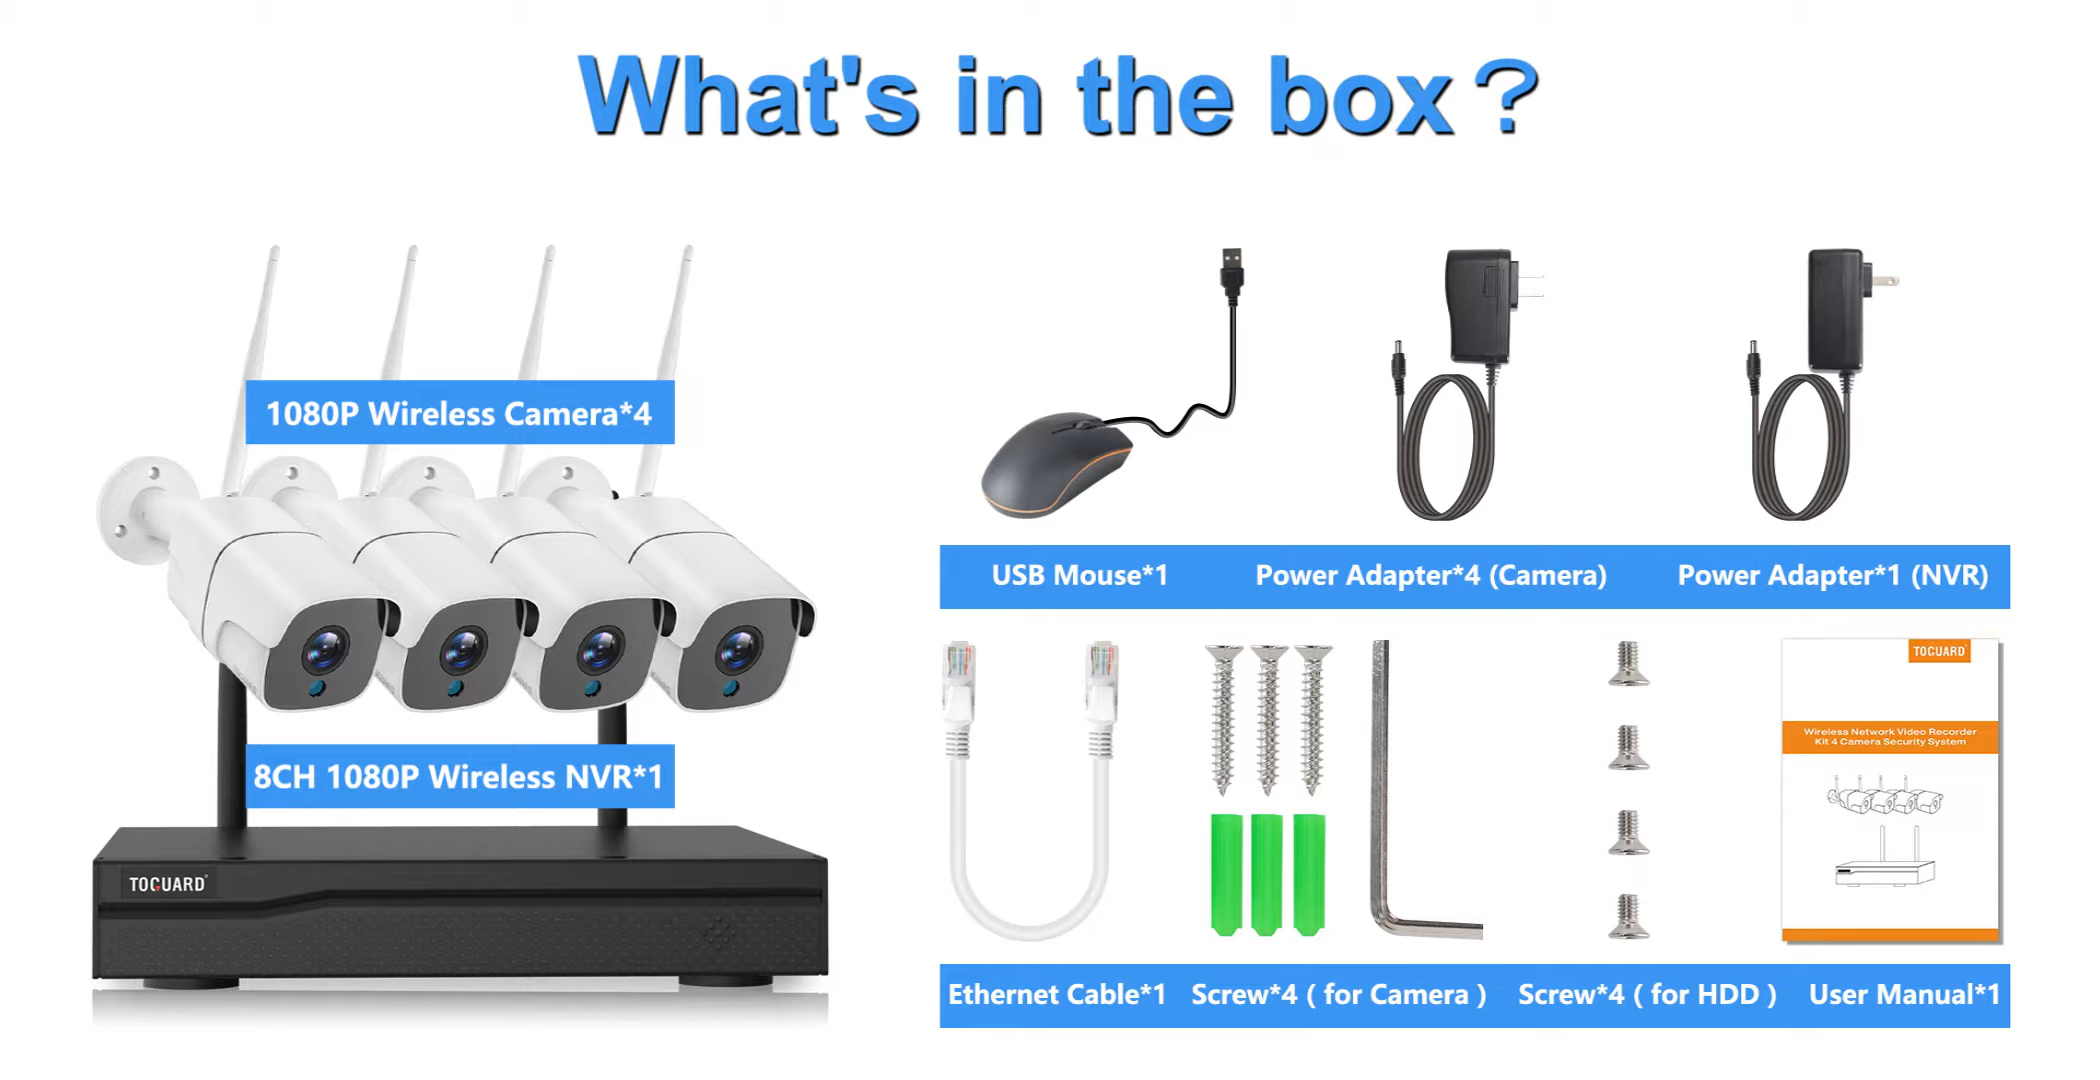 What's in the box？
1080P Wireless Camera*4
8CH 1080P Wireless NVR*1
TOGUARD
USB Mouse*1
Power Adapter*4 (Camera)
Power Adapter*1 (NVR)
TOGUARD
Wireless Network Video Recorder
Kit 4 Camera Security System
Ethernet Cable*1
Screw*4 ( for Camera )
Screw*4 ( for HDD )
User Manual*1